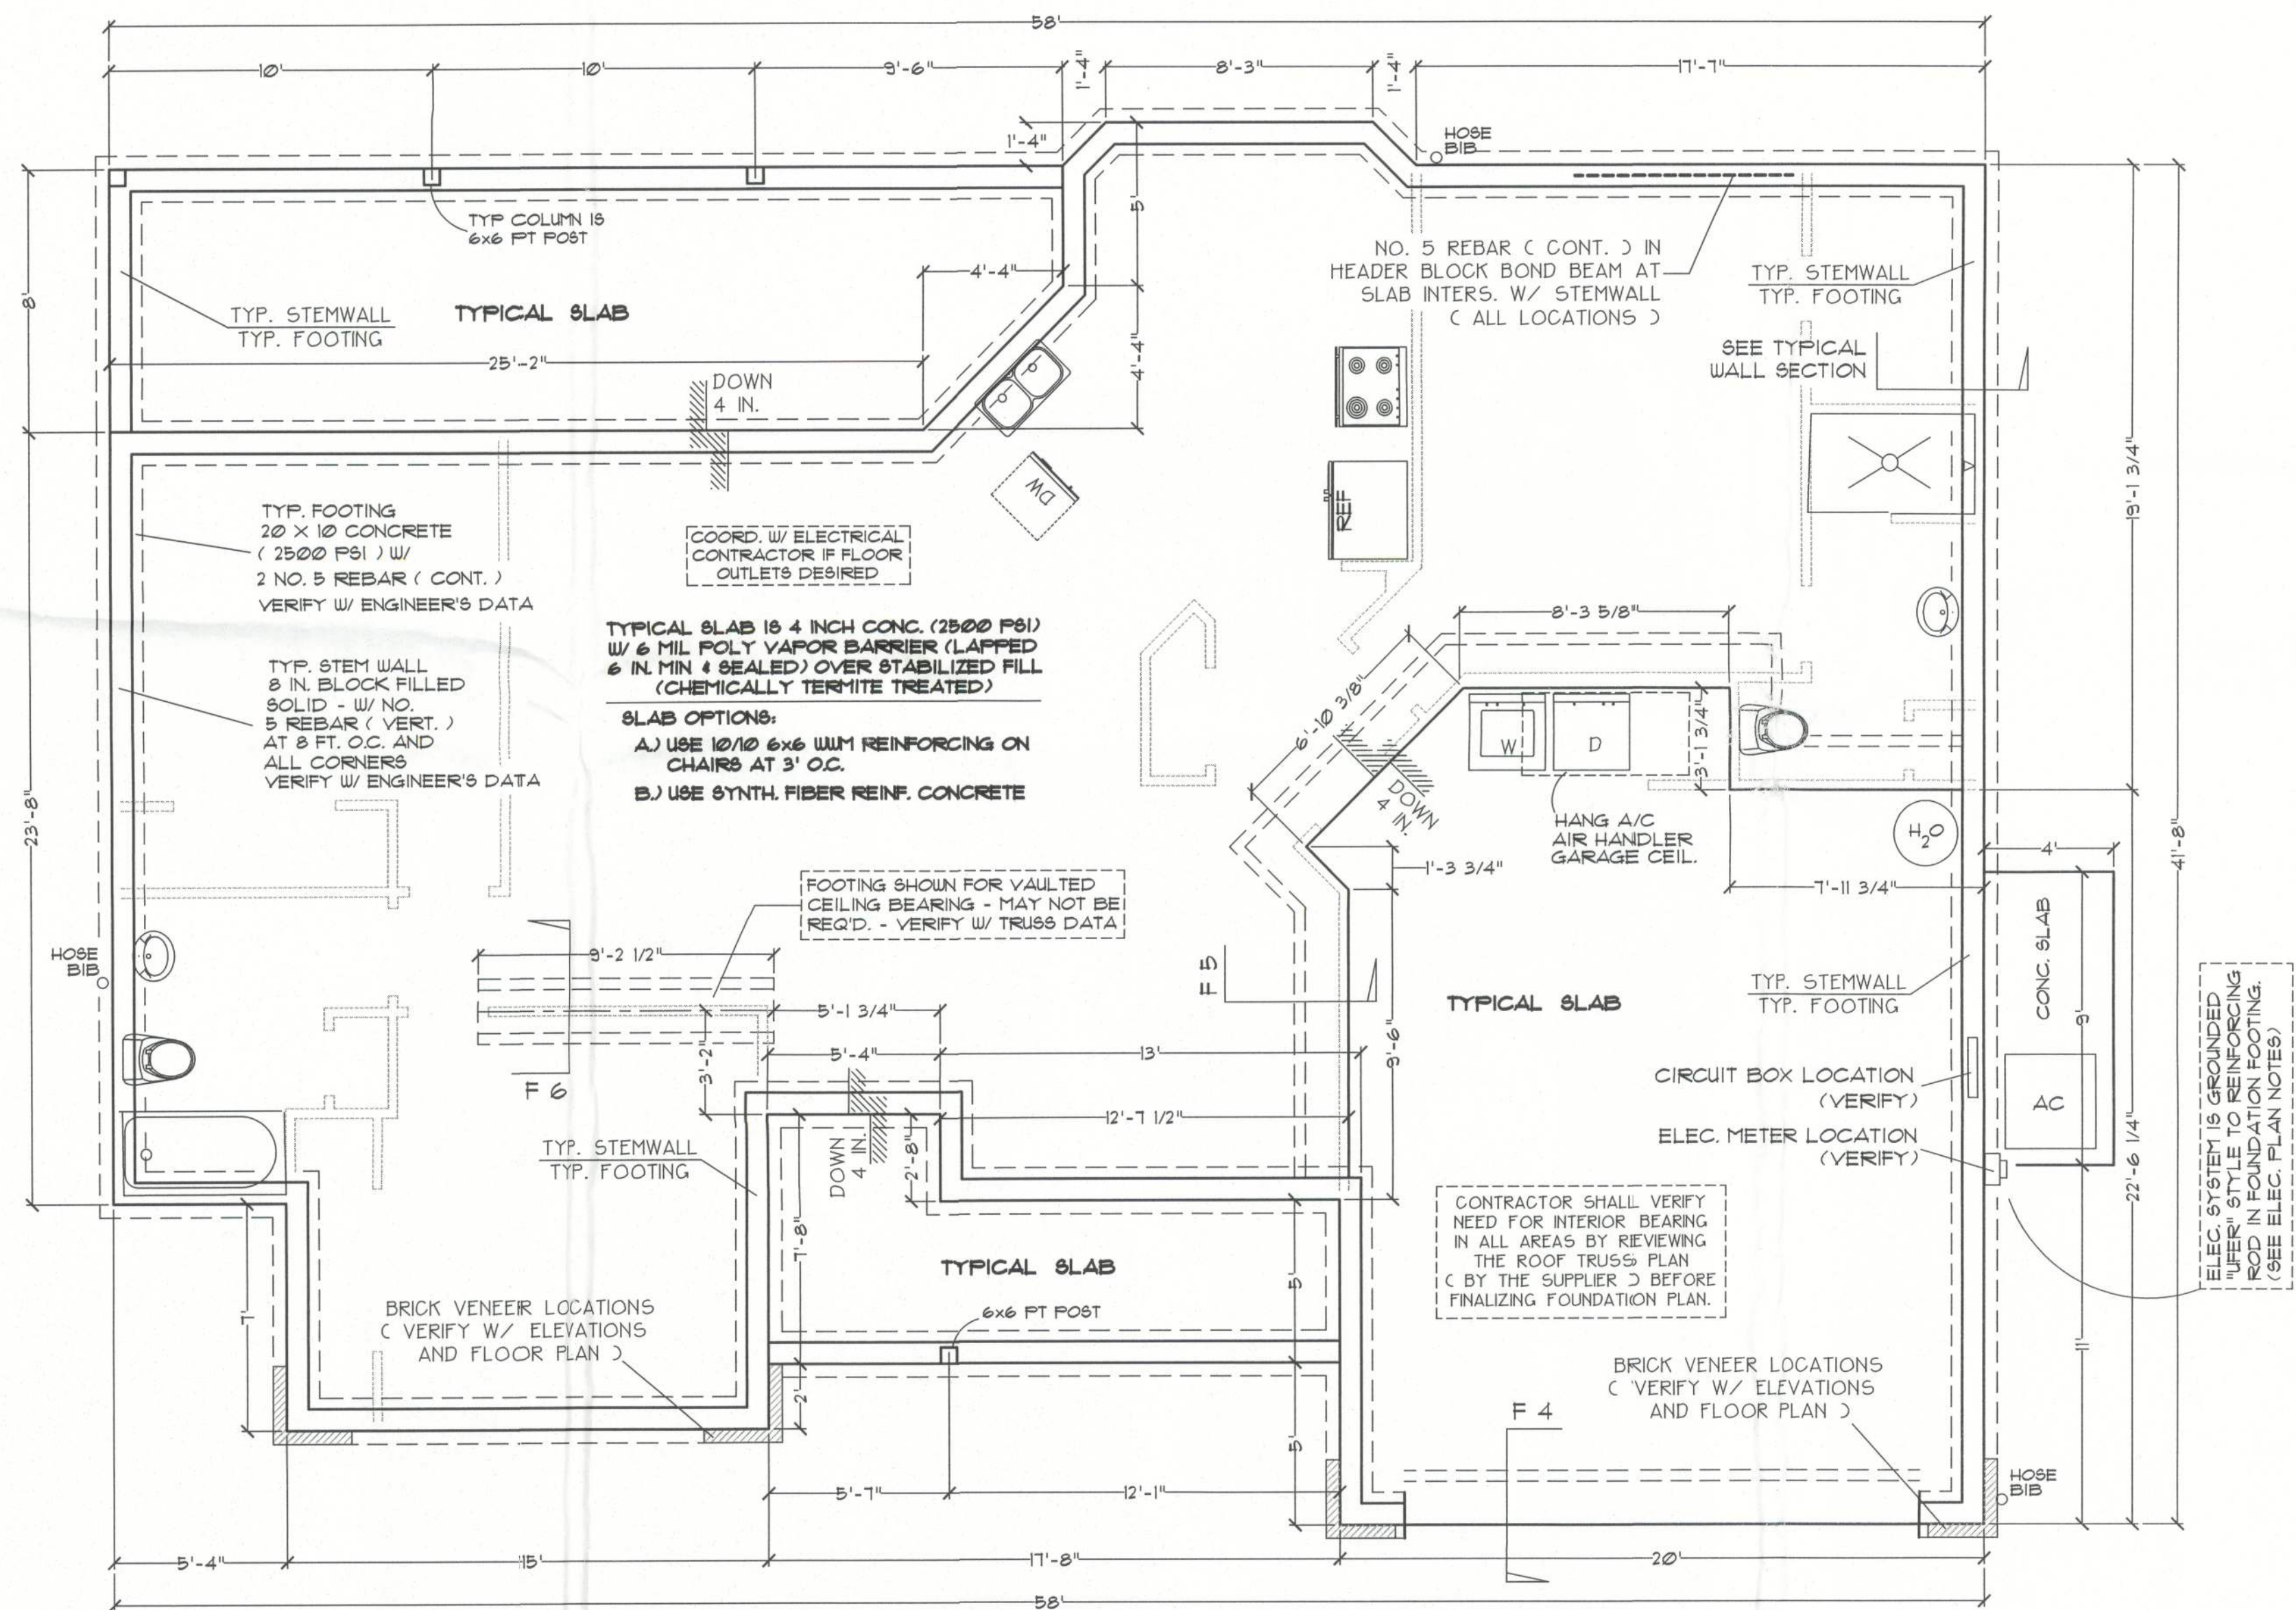 58'
10'
10'
9'-6"
1'-4"
8'-3"
1'-4"
17'-7"
1'-4"
HOSE
BIB
TYP COLUMN IS
6x6 PT POST
5'
NO. 5 REBAR ( CONT. ) IN
HEADER BLOCK BOND BEAM AT
SLAB INTERS. W/ STEMWALL
( ALL LOCATIONS )
TYP. STEMWALL
TYP. FOOTING
8'
4'-4"
TYP. STEMWALL
TYP. FOOTING
TYPICAL SLAB
25'-2"
DOWN
4 IN.
4'-4"
SEE TYPICAL
WALL SECTION
19'-1 3/4"
DW
REF
TYP. FOOTING
20 X 10 CONCRETE
( 2500 PSI ) W/
2 NO. 5 REBAR ( CONT. )
VERIFY W/ ENGINEER'S DATA
COORD. W/ ELECTRICAL
CONTRACTOR IF FLOOR
OUTLETS DESIRED
TYPICAL SLAB IS 4 INCH CONC. (2500 PSI)
W/ 6 MIL POLY VAPOR BARRIER (LAPPED
6 IN. MIN & SEALED) OVER STABILIZED FILL
(CHEMICALLY TERMITE TREATED)
SLAB OPTIONS:
A.) USE 10/10 6x6 WWM REINFORCING ON
CHAIRS AT 3' O.C.
B.) USE SYNTH. FIBER REINF. CONCRETE
TYP. STEM WALL
8 IN. BLOCK FILLED
SOLID - W/ NO.
5 REBAR ( VERT. )
AT 8 FT. O.C. AND
ALL CORNERS
VERIFY W/ ENGINEER'S DATA
23'-8"
8'-3 5/8"
6'-10 3/8"
W
D
3'-1 3/4"
DOWN
4 IN.
HANG A/C
AIR HANDLER
GARAGE CEIL.
H2O
4'
41'-8"
1'-3 3/4"
7'-11 3/4"
FOOTING SHOWN FOR VAULTED
CEILING BEARING - MAY NOT BE
REQ'D. - VERIFY W/ TRUSS DATA
HOSE
BIB
9'-2 1/2"
F 5
F 6
TYPICAL SLAB
TYP. STEMWALL
TYP. FOOTING
CONC. SLAB
9'
5'-1 3/4"
3'-2"
5'-4"
13'
9'-6"
12'-7 1/2"
CIRCUIT BOX LOCATION
(VERIFY)
AC
ELEC. METER LOCATION
(VERIFY)
22'-6 1/4"
ELEC. SYSTEM IS GROUNDED
"UFER" STYLE TO REINFORCING
ROD IN FOUNDATION FOOTING.
(SEE ELEC. PLAN NOTES)
TYP. STEMWALL
TYP. FOOTING
DOWN
4 IN.
2'-8"
7'-8"
TYPICAL SLAB
6x6 PT POST
5'
CONTRACTOR SHALL VERIFY
NEED FOR INTERIOR BEARING
IN ALL AREAS BY REVIEWING
THE ROOF TRUSS PLAN
( BY THE SUPPLIER ) BEFORE
FINALIZING FOUNDATION PLAN.
7'
BRICK VENEER LOCATIONS
( VERIFY W/ ELEVATIONS
AND FLOOR PLAN )
2'
5'
11'
BRICK VENEER LOCATIONS
( VERIFY W/ ELEVATIONS
AND FLOOR PLAN )
F 4
HOSE
BIB
5'-7"
12'-1"
5'-4"
15'
17'-8"
20'
58'